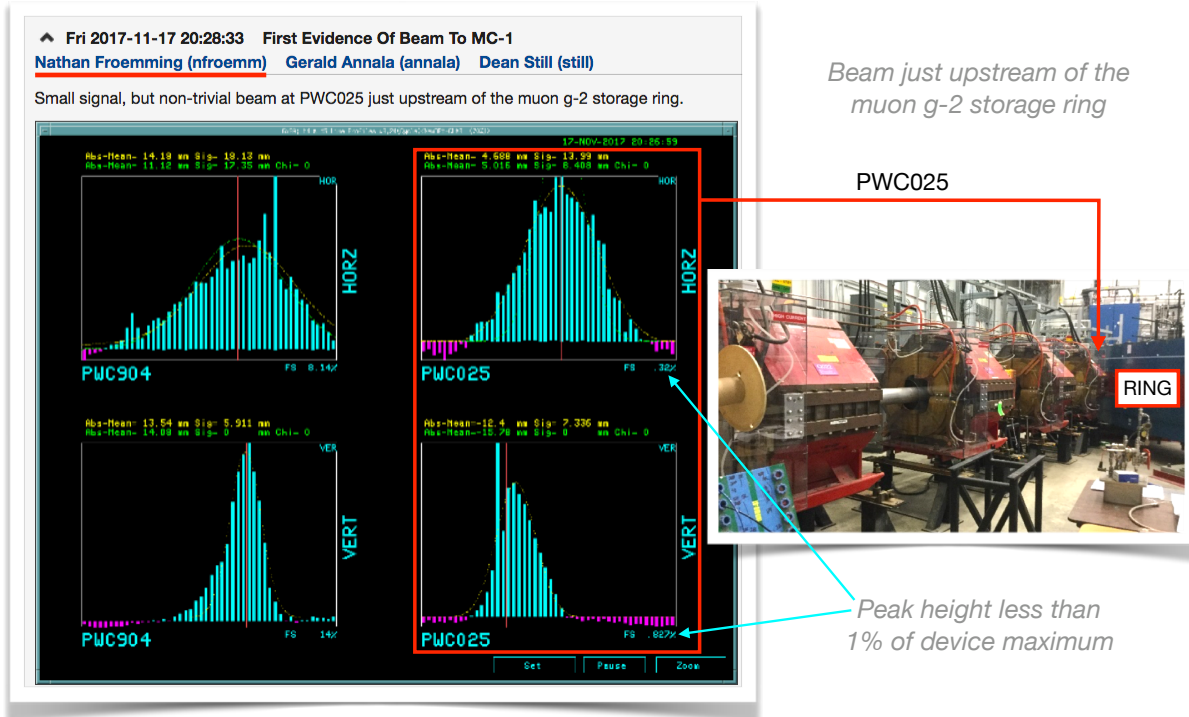 Fri 2017-11-17 20:28:33 First Evidence Of Beam To MC-1
Nathan Froemming (nfroemm) Gerald Annala (annala) Dean Still (still)
Small signal, but non-trivial beam at PWC025 just upstream of the muon g-2 storage ring.
17-NOV-2017 20:26:59
Abs-Mean- 14.18 mm Sig- 18.13 mm
Abs-Mean- 11.12 mm Sig- 17.35 mm Chi- 0
HOR
HORZ
PWC904
FS 8.14%
Abs-Mean- 4.688 mm Sig- 13.99 mm
Abs-Mean- 5.016 mm Sig- 8.408 mm Chi- 0
HOR
HORZ
PWC025
FS .32%
Abs-Mean- 13.54 mm Sig- 5.911 mm
Abs-Mean- 14.08 mm Sig- 0 mm Chi- 0
VER
VERT
PWC904
FS 14%
Abs-Mean--12.4 mm Sig- 7.336 mm
Abs-Mean--15.78 mm Sig- 0 mm Chi- 0
VER
VERT
PWC025
FS .827%
Set Pause Zoom
Beam just upstream of the
muon g-2 storage ring
PWC025
HIGH CURRENT
RING
Peak height less than
1% of device maximum